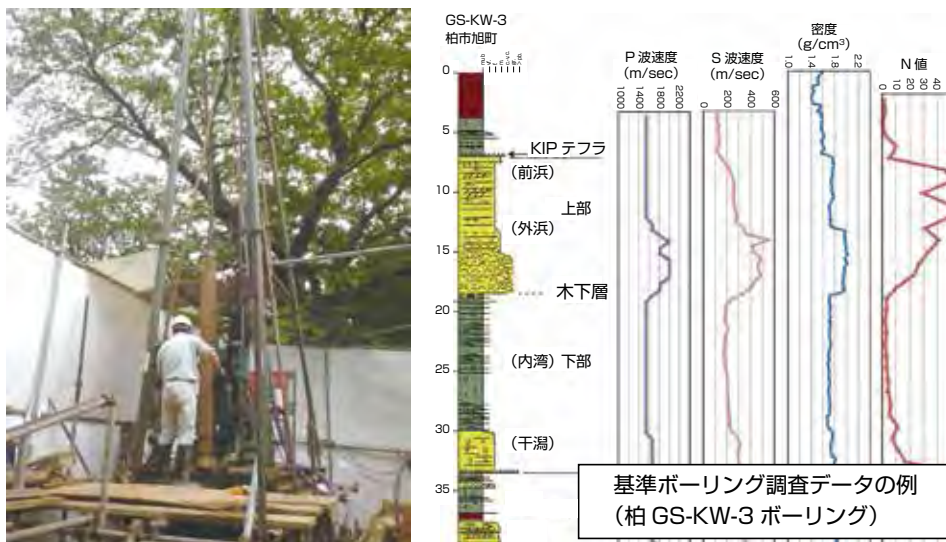 GS-KW-3
柏市旭町
P 波速度
(m/sec)
1000
1400
1800
2200
S 波速度
(m/sec)
0
200
400
600
密度
(g/cm³)
1.0
1.4
1.8
2.2
N 値
0
10
20
30
40
0
5
10
15
20
25
30
35
KIP テフラ
(前浜)
上部
(外浜)
木下層
(内湾) 下部
(干潟)
基準ボーリング調査データの例
(柏 GS-KW-3 ボーリング)